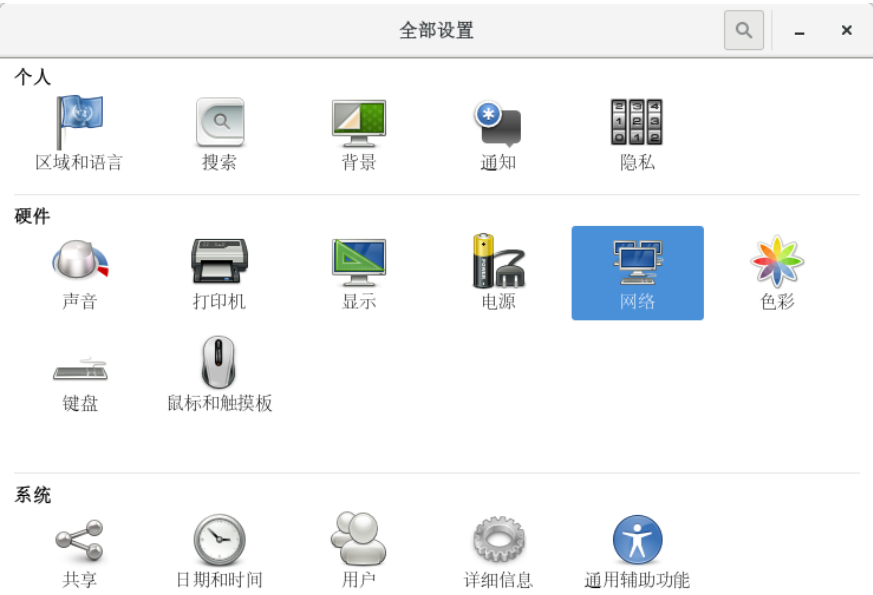 全部设置
个人
区域和语言
搜索
背景
通知
隐私
硬件
声音
打印机
显示
电源
网络
色彩
键盘
鼠标和触摸板
系统
共享
日期和时间
用户
详细信息
通用辅助功能